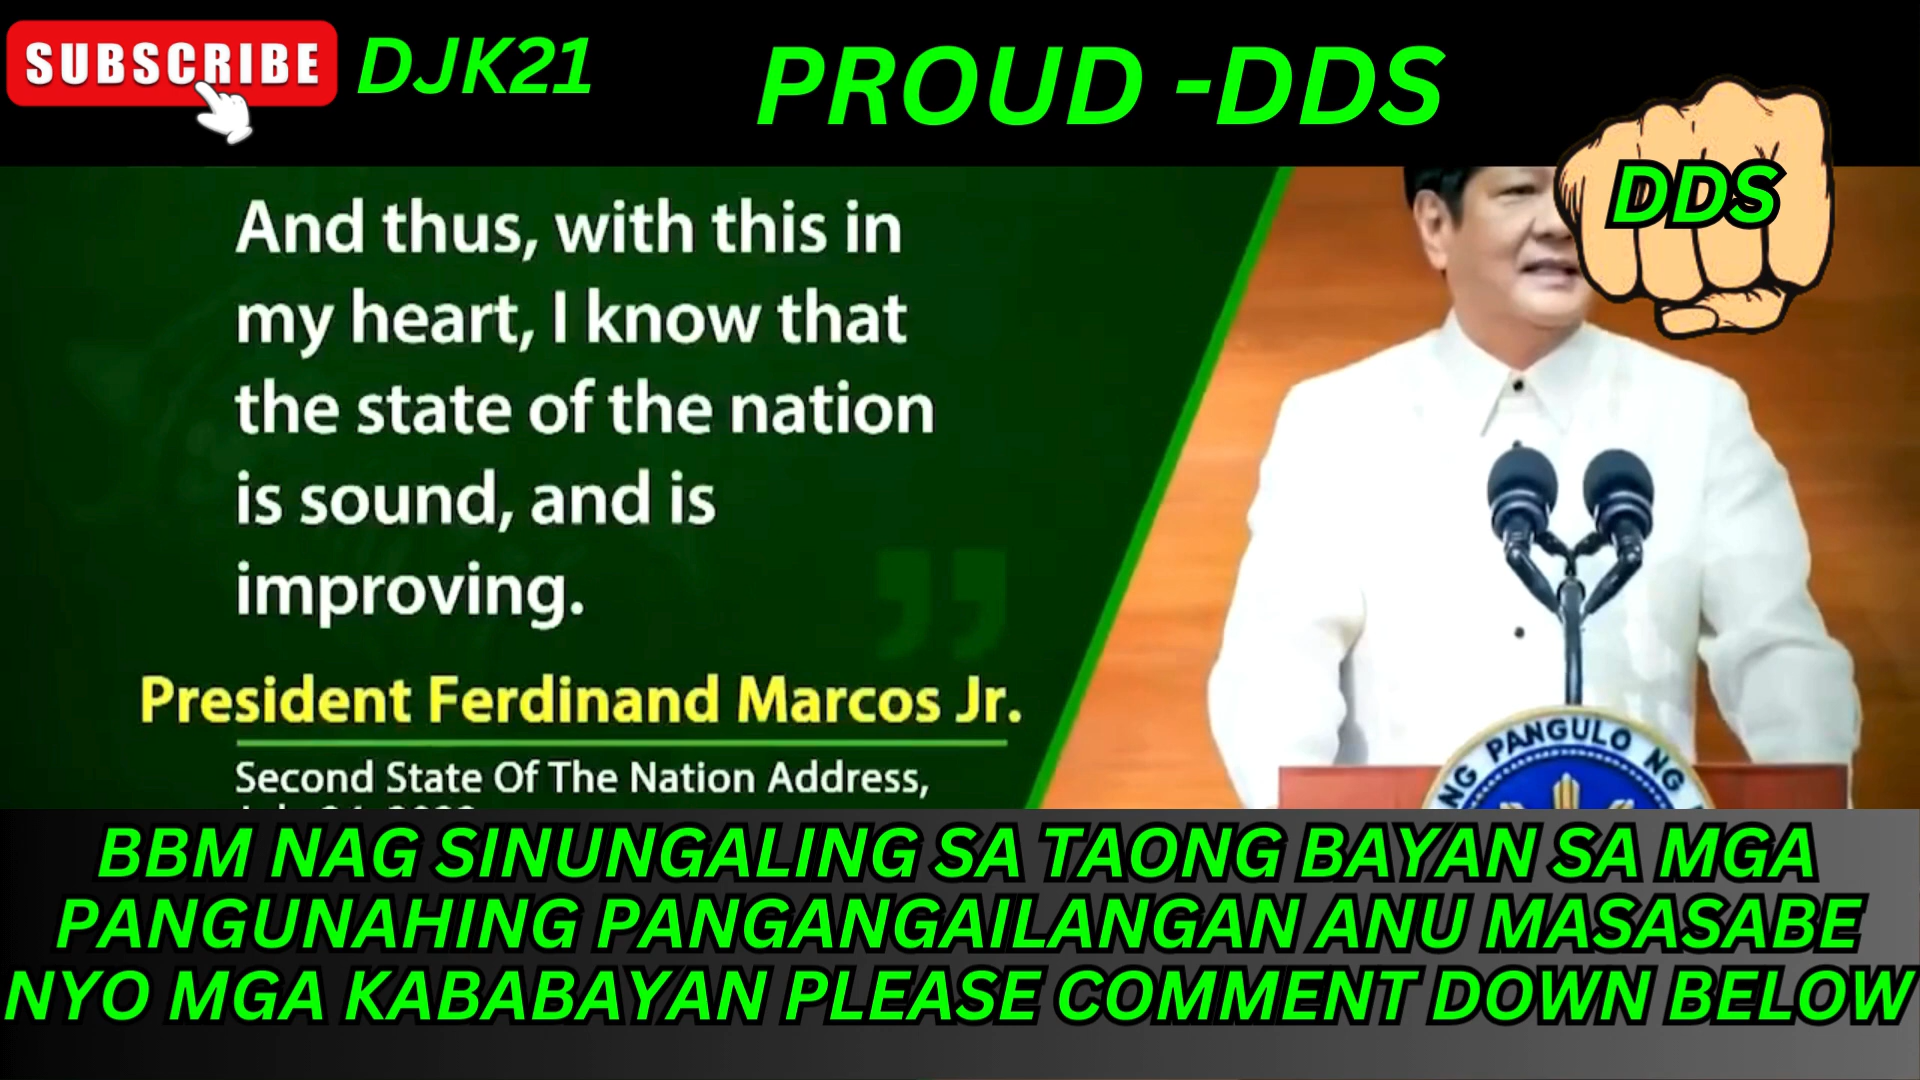 SUBSCRIBE
DJK21
PROUD -DDS
DDS
And thus, with this in
my heart, I know that
the state of the nation
is sound, and is
improving.
President Ferdinand Marcos Jr.
Second State Of The Nation Address,
NG PANGULO NG
BBM NAG SINUNGALING SA TAONG BAYAN SA MGA
PANGUNAHING PANGANGAILANGAN ANU MASASABE
NYO MGA KABABAYAN PLEASE COMMENT DOWN BELOW